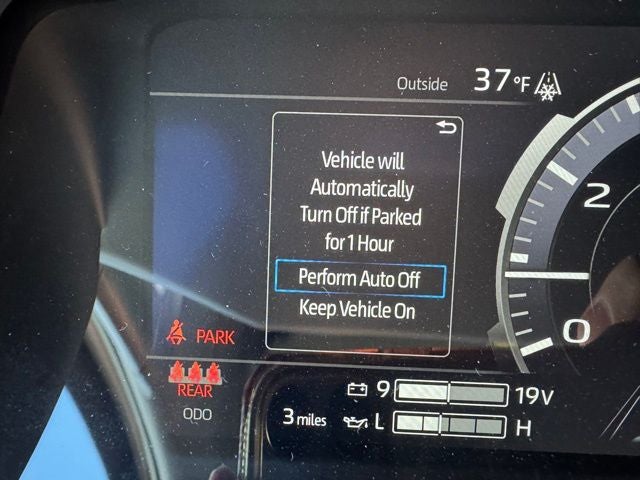 Outside 37°F
Vehicle will
Automatically
Turn Off if Parked
for 1 Hour
Perform Auto Off
Keep Vehicle On
2
0
PARK
REAR
ODO
3 miles
9 19V
L H